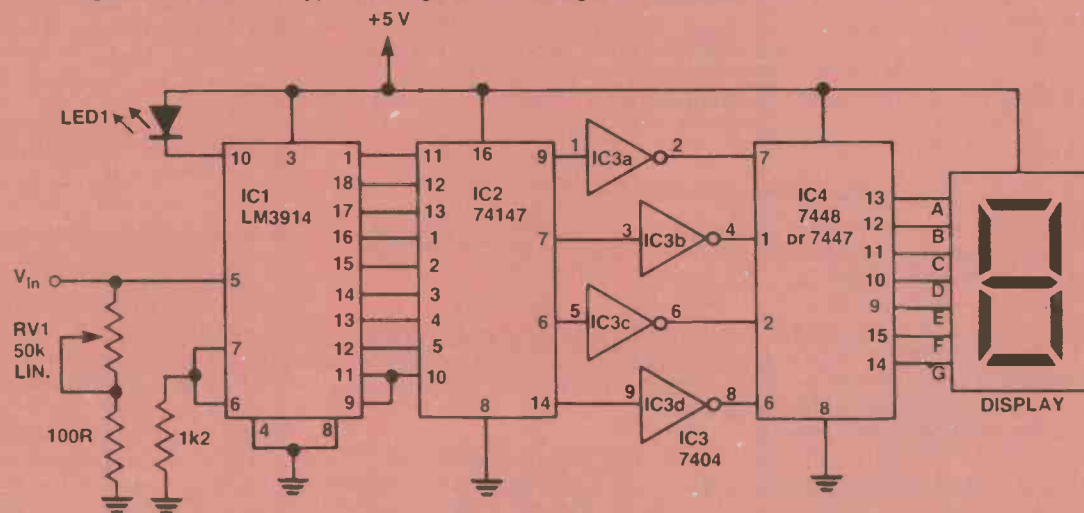 +5 V
LED1
10
3
1
18
17
16
15
14
13
12
11
9
IC1
LM3914
5
7
6
4
8
V in
RV1
50k
LIN.
100R
1k2
11
12
13
1
2
3
4
5
10
16
IC2
74147
9
7
6
14
8
1
IC3a
2
3
IC3b
4
5
IC3c
6
9
IC3d
8
IC3
7404
7
1
2
6
8
IC4
7448
or 7447
13
12
11
10
9
15
14
A
B
C
D
E
F
G
DISPLAY